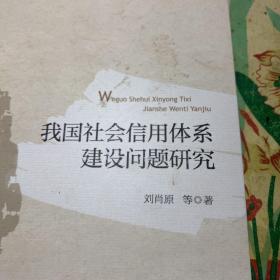 Woguo Shehui Xinyong Tixi
Jianshe Wenti Yanjiu
我国社会信用体系
建设问题研究
刘肖原 等◎著